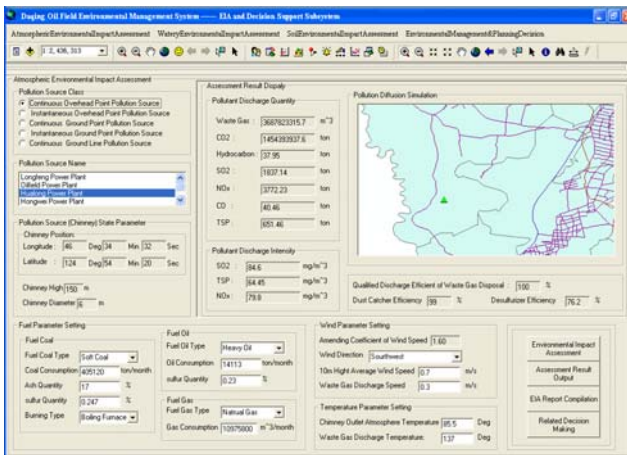 Daqing Oil Field Environmental Management System —— EIA and Decision Support Subsystem
AtmosphericEnvironmentalImpactAssessment WateryEnvironmentalImpactAssessment SoilEnvironmentalImpactAssessment EnvironmentalManagement&PlanningDecision
1: 2, 436, 313
Atmospheric Environmental Impact Assessment
Pollution Source Class
Continuous Overhead Point Pollution Source
Instantaneous Overhead Point Pollution Source
Continuous Ground Point Pollution Source
Instantaneous Ground Point Pollution Source
Continuous Ground Line Pollution Source
Pollution Source Name
Longfeng Power Plant
Oilfield Power Plant
Hualong Power Plant
Hongwei Power Plant
Pollution Source (Chimney) State Parameter
Chimney Position:
Longitude : 46 Deg 34 Min 32 Sec
Latitude : 124 Deg 54 Min 20 Sec
Chimney High 150 m
Chimney Diameter 6 m
Assessment Result Dispaly
Pollutant Discharge Quantity
Waste Gas : 3687823315.7 m^3
CO2 : 1454393937.6 ton
Hydrocarbon : 37.95 ton
SO2 : 1837.14 ton
NOx : 3772.23 ton
CO : 40.46 ton
TSP : 651.46 ton
Pollutant Discharge Intensity
SO2 : 84.6 mg/m^3
TSP : 64.45 mg/m^3
NOx : 79.8 mg/m^3
Pollution Diffusion Simulation
Qualified Discharge Efficient of Waste Gas Disposal : 100 %
Dust Catcher Efficiency 99 % Desulfuizer Efficiency 76.2 %
Fuel Parameter Setting
Fuel Coal
Fuel Coal Type Soft Coal
Coal Consumption 405120 ton/month
Ash Quantity 17 %
sulfur Quantity 0.247 %
Burning Type Boiling Furnace
Fuel Oil
Fuel Oil Type Heavy Oil
Oil Consumption 14113 ton/month
sulfur Quantity 0.23 %
Fuel Gas
Fuel Gas Type Natrual Gas
Gas Consumption 10975800 m^3/month
Wind Parameter Setting
Amending Coefficient of Wind Speed 1.60
Wind Direction Southwest
10m Hight Average Wind Speed 0.7 m/s
Waste Gas Discharge Speed 8.3 m/s
Temperature Parameter Setting
Chimney Outlet Atmosphere Temperature 85.5 Deg
Waste Gas Discharge Temperature: 137 Deg
Environmental Impact
Assessment
Assessment Result
Output
EIA Report Compilation
Related Decision
Making